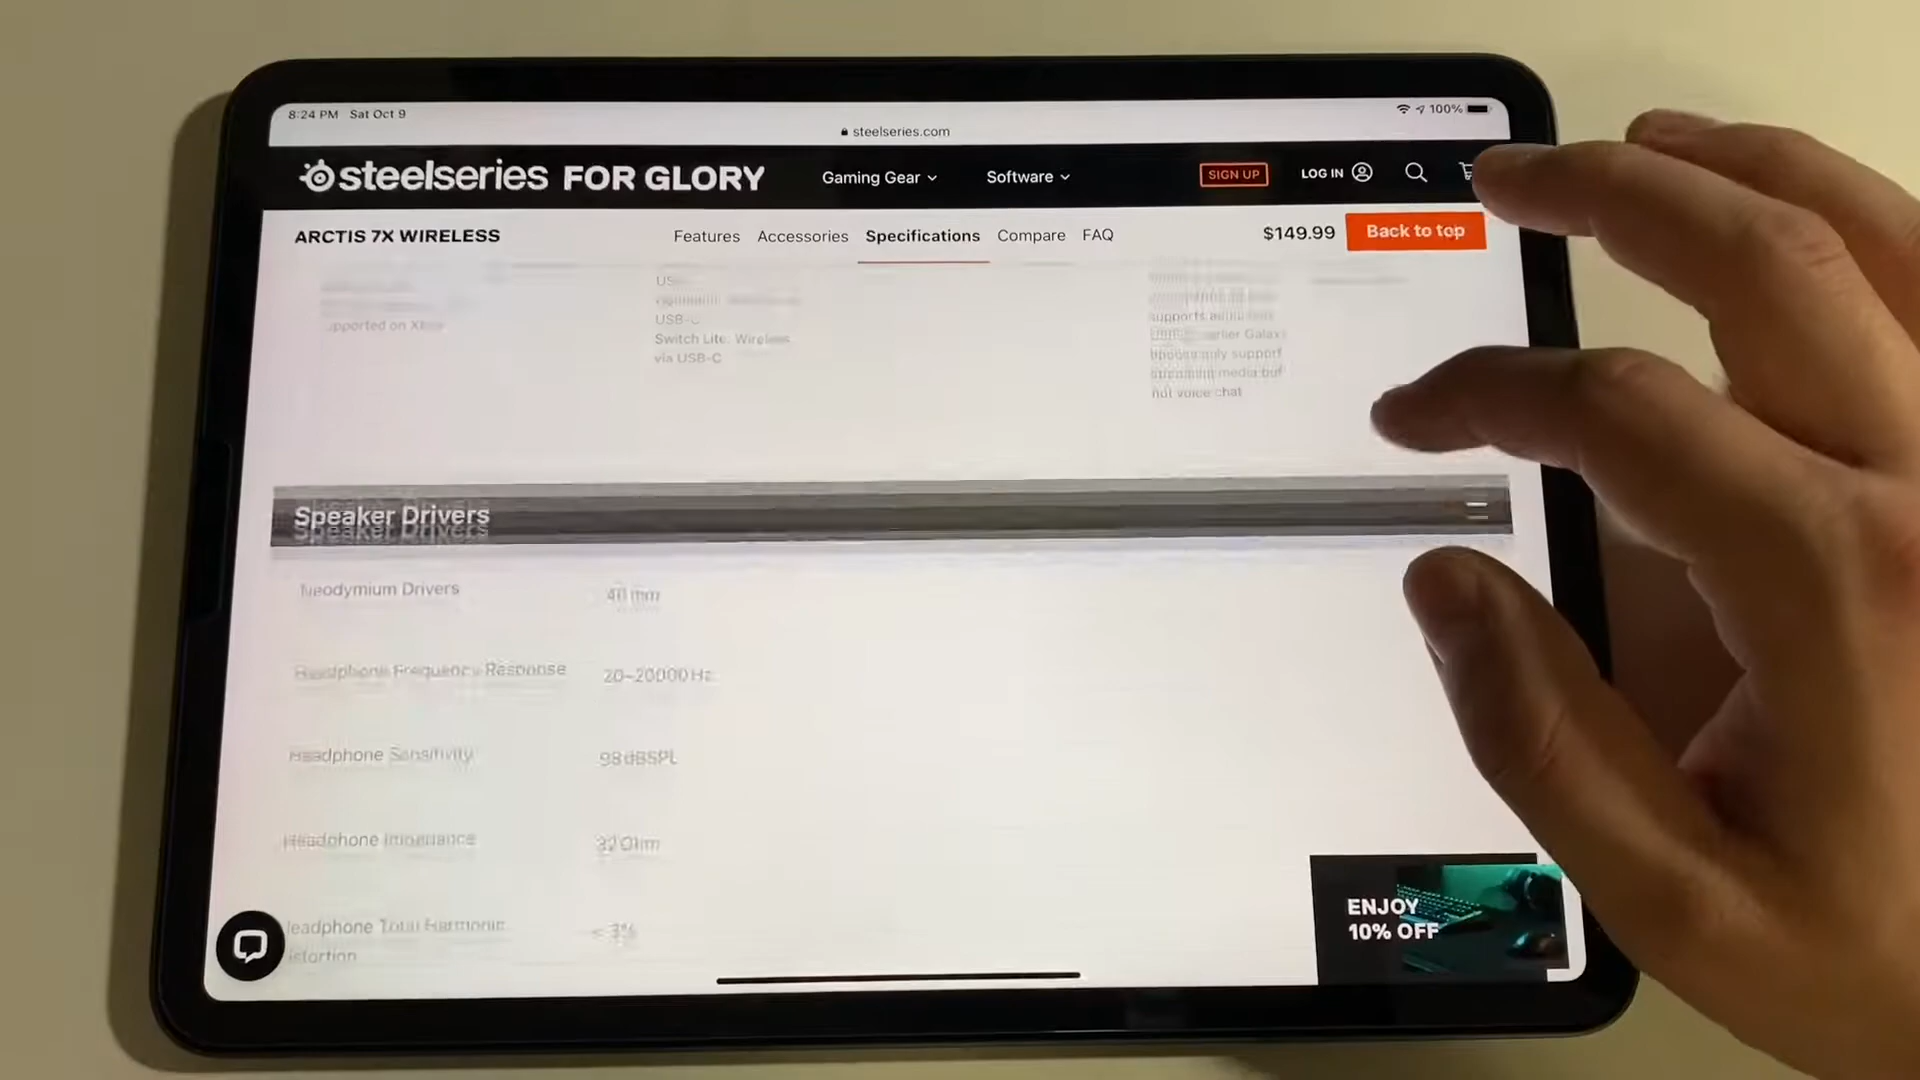 8:24 PM Sat Oct 9
100%
steelseries.com
steelseries FOR GLORY
Gaming Gear
Software
SIGN UP
LOG IN
ARCTIS 7X WIRELESS
Features
Accessories
Specifications
Compare
FAQ
$149.99
Back to top
USB-C
Switch Lite: Wireless
via USB-C
not voice chat
Speaker Drivers
Neodymium Drivers
40 mm
Headphone Frequency Response
20–20000 Hz
Headphone Sensitivity
98 dBSPL
Headphone Impedance
32 Ohm
eadphone Total Harmonic
istortion
< 3%
ENJOY
10% OFF